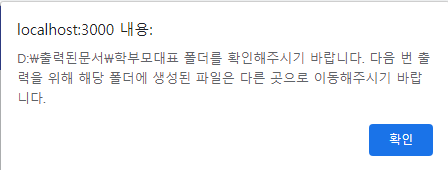 localhost:3000 내용:
D:₩출력된문서₩학부모대표 폴더를 확인해주시기 바랍니다. 다음 번 출
력을 위해 해당 폴더에 생성된 파일은 다른 곳으로 이동해주시기 바랍
니다.
확인